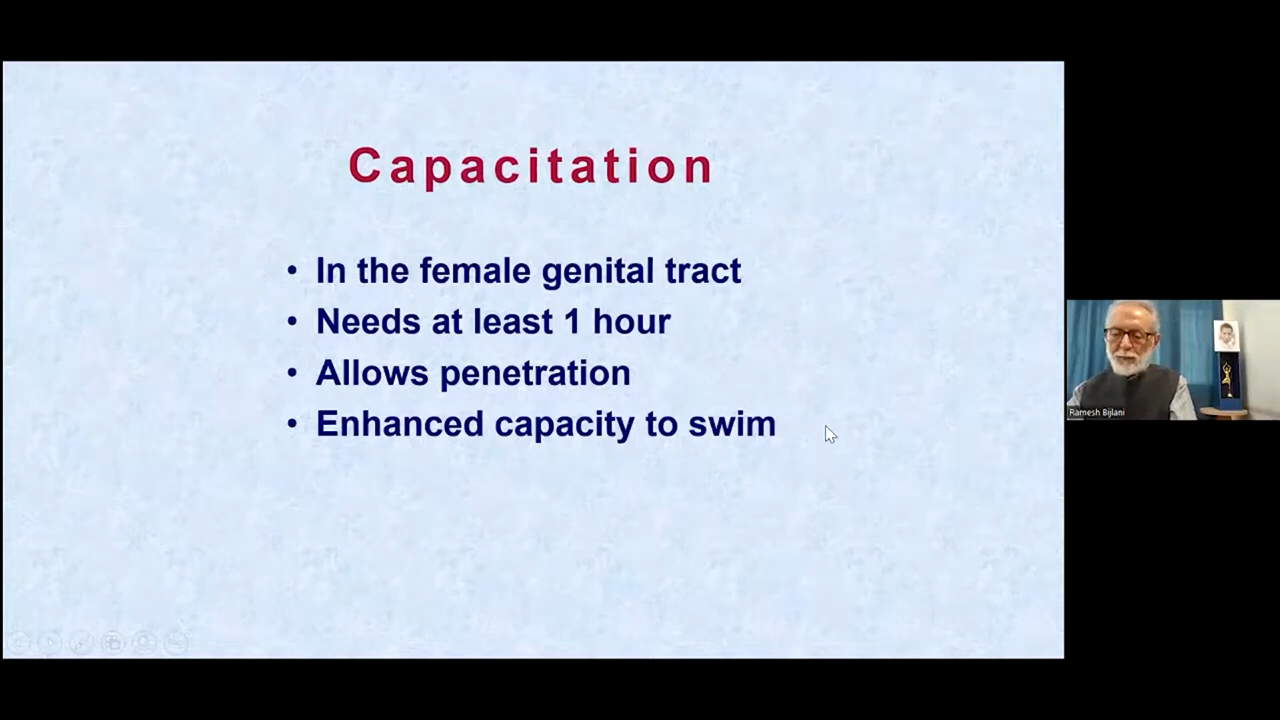 Capacitation
• In the female genital tract
• Needs at least 1 hour
• Allows penetration
• Enhanced capacity to swim
Ramesh Bijlani